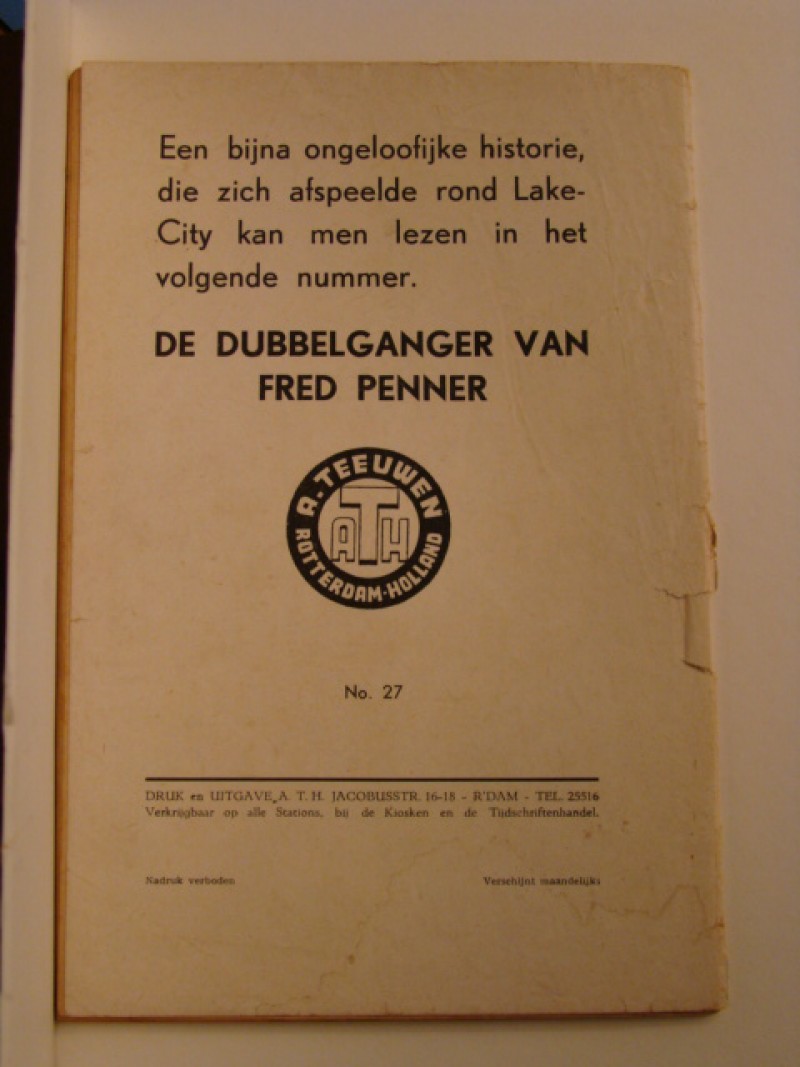 Een bijna ongeloofijke historie,
die zich afspeelde rond Lake-
City kan men lezen in het
volgende nummer.
DE DUBBELGANGER VAN
FRED PENNER
A. TEEUWEN
ATH
ROTTERDAM-HOLLAND
No. 27
DRUK en UITGAVE A. T. H. JACOBUSSTR. 16-18 - R'DAM - TEL. 25516
Verkrijgbaar op alle Stations, bij de Kiosken en de Tijdschriftenhandel.
Nadruk verboden Verschijnt maandelijks